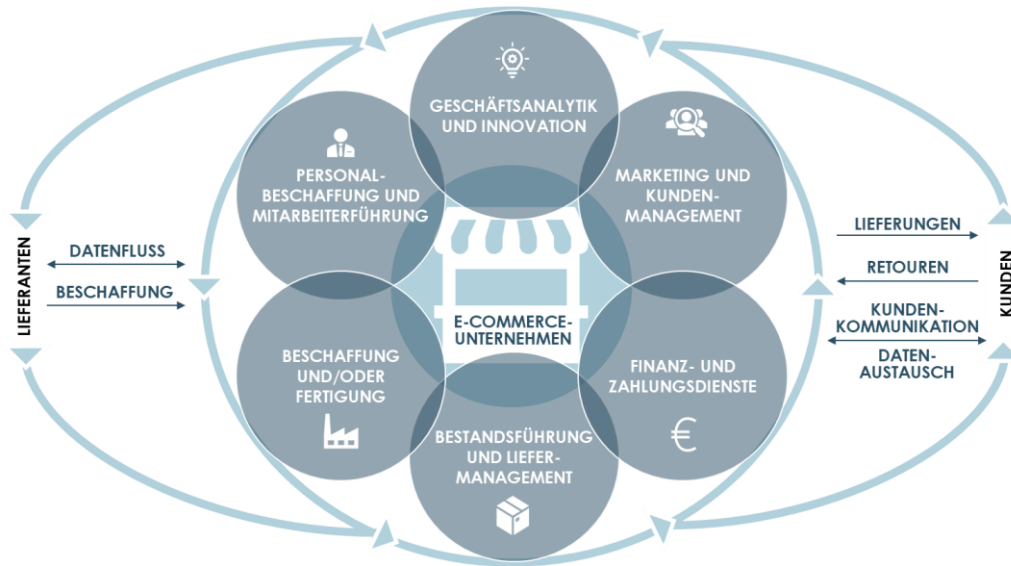 GESCHÄFTSANALYTIK
UND INNOVATION
PERSONAL-
BESCHAFFUNG UND
MITARBEITERFÜHRUNG
MARKETING UND
KUNDEN-
MANAGEMENT
LIEFERANTEN
DATENFLUSS
BESCHAFFUNG
E-COMMERCE-
UNTERNEHMEN
LIEFERUNGEN
RETOUREN
KUNDEN-
KOMMUNIKATION
DATEN-
AUSTAUSCH
KUNDEN
BESCHAFFUNG
UND/ODER
FERTIGUNG
FINANZ- UND
ZAHLUNGSDIENSTE
€
BESTANDSFÜHRUNG
UND LIEFER-
MANAGEMENT